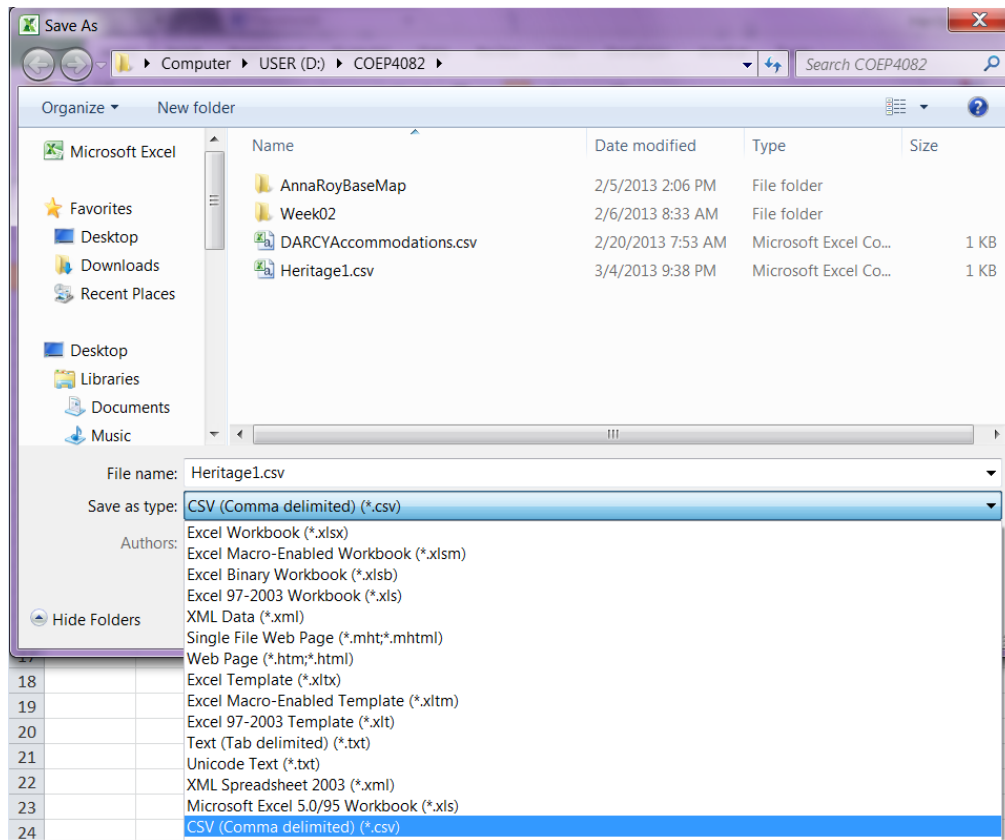 Save As
Computer USER (D:) COEP4082
Search COEP4082
Organize New folder
Microsoft Excel
Favorites
Desktop
Downloads
Recent Places
Desktop
Libraries
Documents
Music
Name Date modified Type Size
AnnaRoyBaseMap 2/5/2013 2:06 PM File folder
Week02 2/6/2013 8:33 AM File folder
DARCYAccommodations.csv 2/20/2013 7:53 AM Microsoft Excel Co... 1 KB
Heritage1.csv 3/4/2013 9:38 PM Microsoft Excel Co... 1 KB
File name: Heritage1.csv
Save as type: CSV (Comma delimited) (*.csv)
Authors:
Hide Folders
Excel Workbook (*.xlsx)
Excel Macro-Enabled Workbook (*.xlsm)
Excel Binary Workbook (*.xlsb)
Excel 97-2003 Workbook (*.xls)
XML Data (*.xml)
Single File Web Page (*.mht;*.mhtml)
Web Page (*.htm;*.html)
Excel Template (*.xltx)
Excel Macro-Enabled Template (*.xltm)
Excel 97-2003 Template (*.xlt)
Text (Tab delimited) (*.txt)
Unicode Text (*.txt)
XML Spreadsheet 2003 (*.xml)
Microsoft Excel 5.0/95 Workbook (*.xls)
CSV (Comma delimited) (*.csv)
17
18
19
20
21
22
23
24